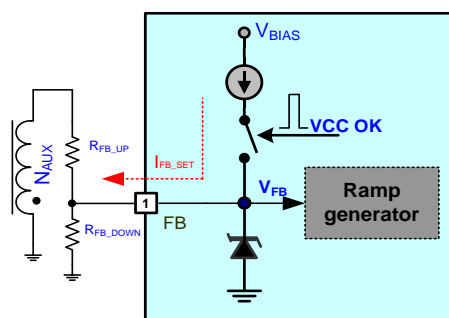 VBIAS
VCC OK
RFB_UP
IFB_SET
NAUX
VFB
Ramp
generator
1
FB
RFB_DOWN